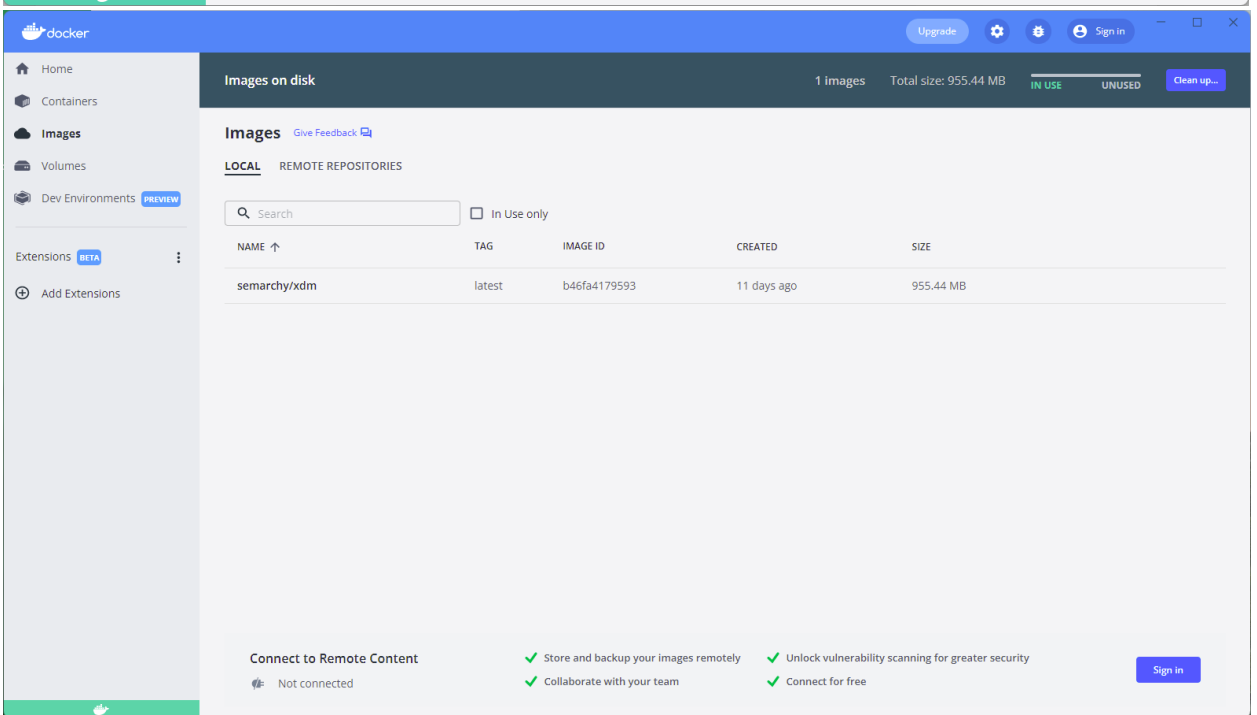 docker
Upgrade
Sign in
Home
Containers
Images
Volumes
Dev Environments PREVIEW
Extensions BETA
Add Extensions
Images on disk
1 images
Total size: 955.44 MB
IN USE
UNUSED
Clean up...
Images
Give Feedback
LOCAL
REMOTE REPOSITORIES
Search
In Use only
NAME TAG IMAGE ID CREATED SIZE
semarchy/xdm latest b46fa4179593 11 days ago 955.44 MB
Connect to Remote Content
Not connected
Store and backup your images remotely
Collaborate with your team
Unlock vulnerability scanning for greater security
Connect for free
Sign in